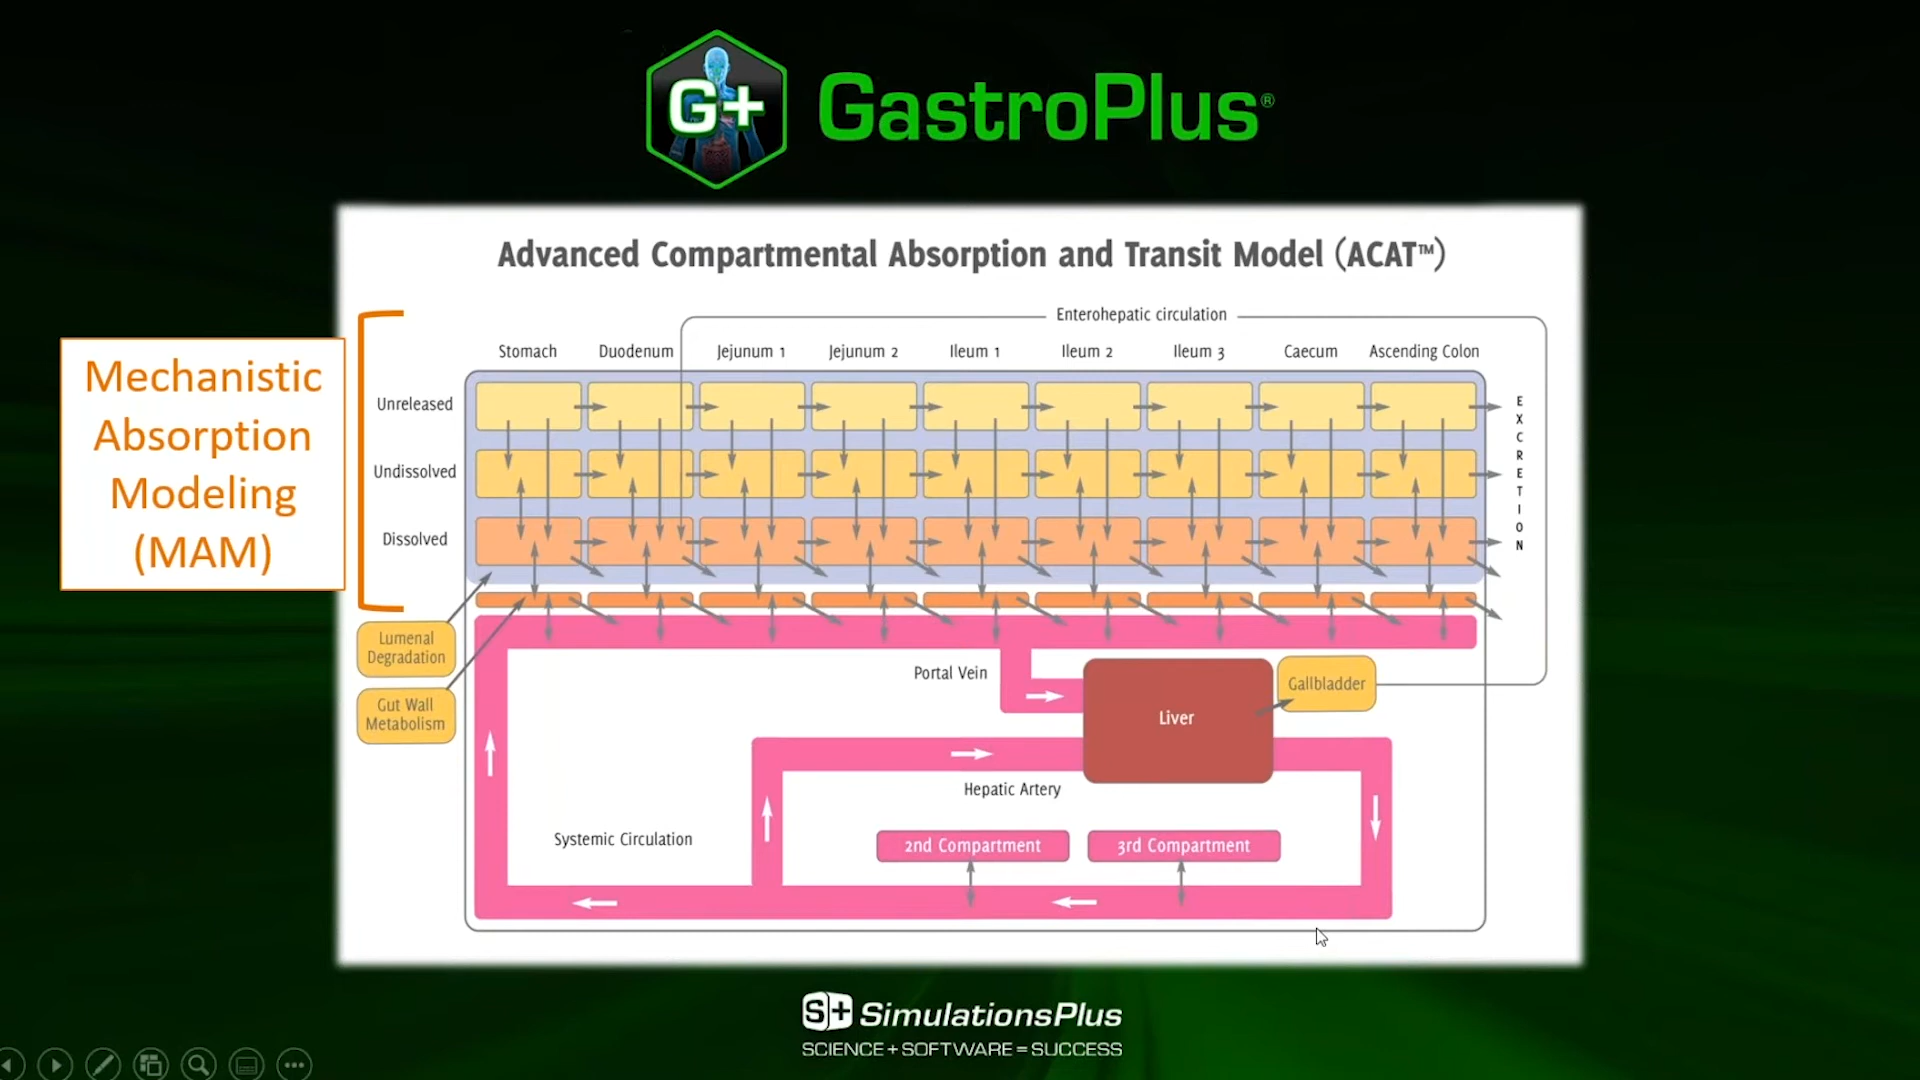 G+ GastroPlus®
Advanced Compartmental Absorption and Transit Model (ACAT™)
Mechanistic
Absorption
Modeling
(MAM)
Enterohepatic circulation
Stomach Duodenum Jejunum 1 Jejunum 2 Ileum 1 Ileum 2 Ileum 3 Caecum Ascending Colon
Unreleased
Undissolved
Dissolved
EXCRETION
Lumenal
Degradation
Gut Wall
Metabolism
Portal Vein
Liver
Gallbladder
Hepatic Artery
Systemic Circulation
2nd Compartment 3rd Compartment
S+ SimulationsPlus
SCIENCE + SOFTWARE = SUCCESS